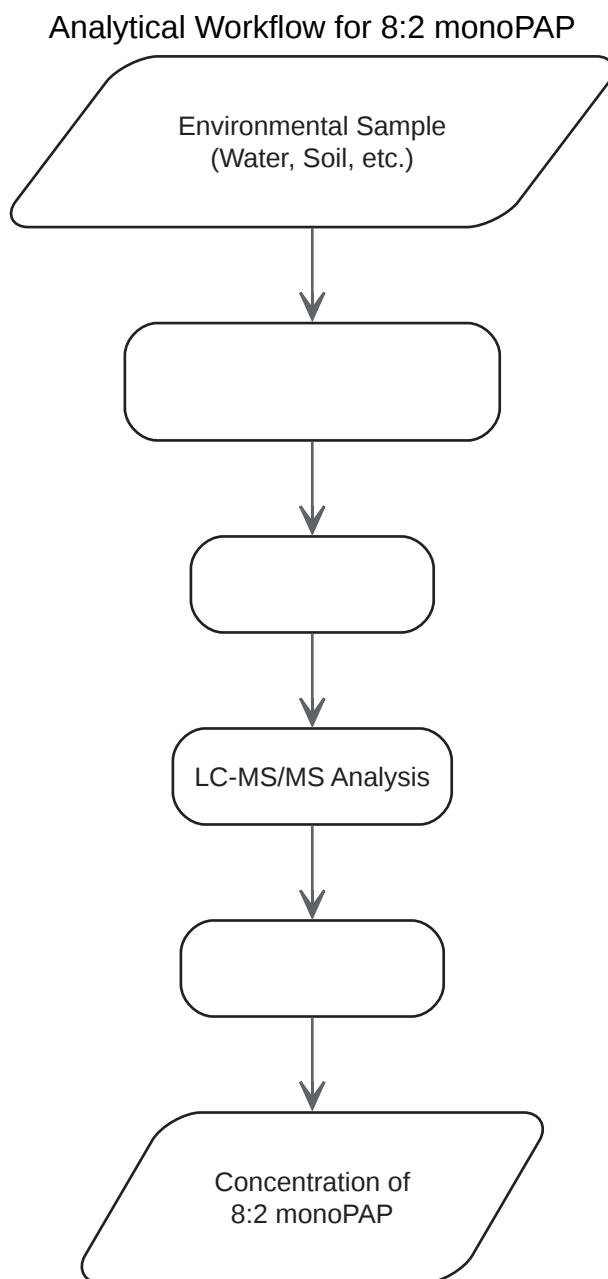 Analytical Workflow for 8:2 monoPAP
Environmental Sample
(Water, Soil, etc.)
LC-MS/MS Analysis
Concentration of
8:2 monoPAP